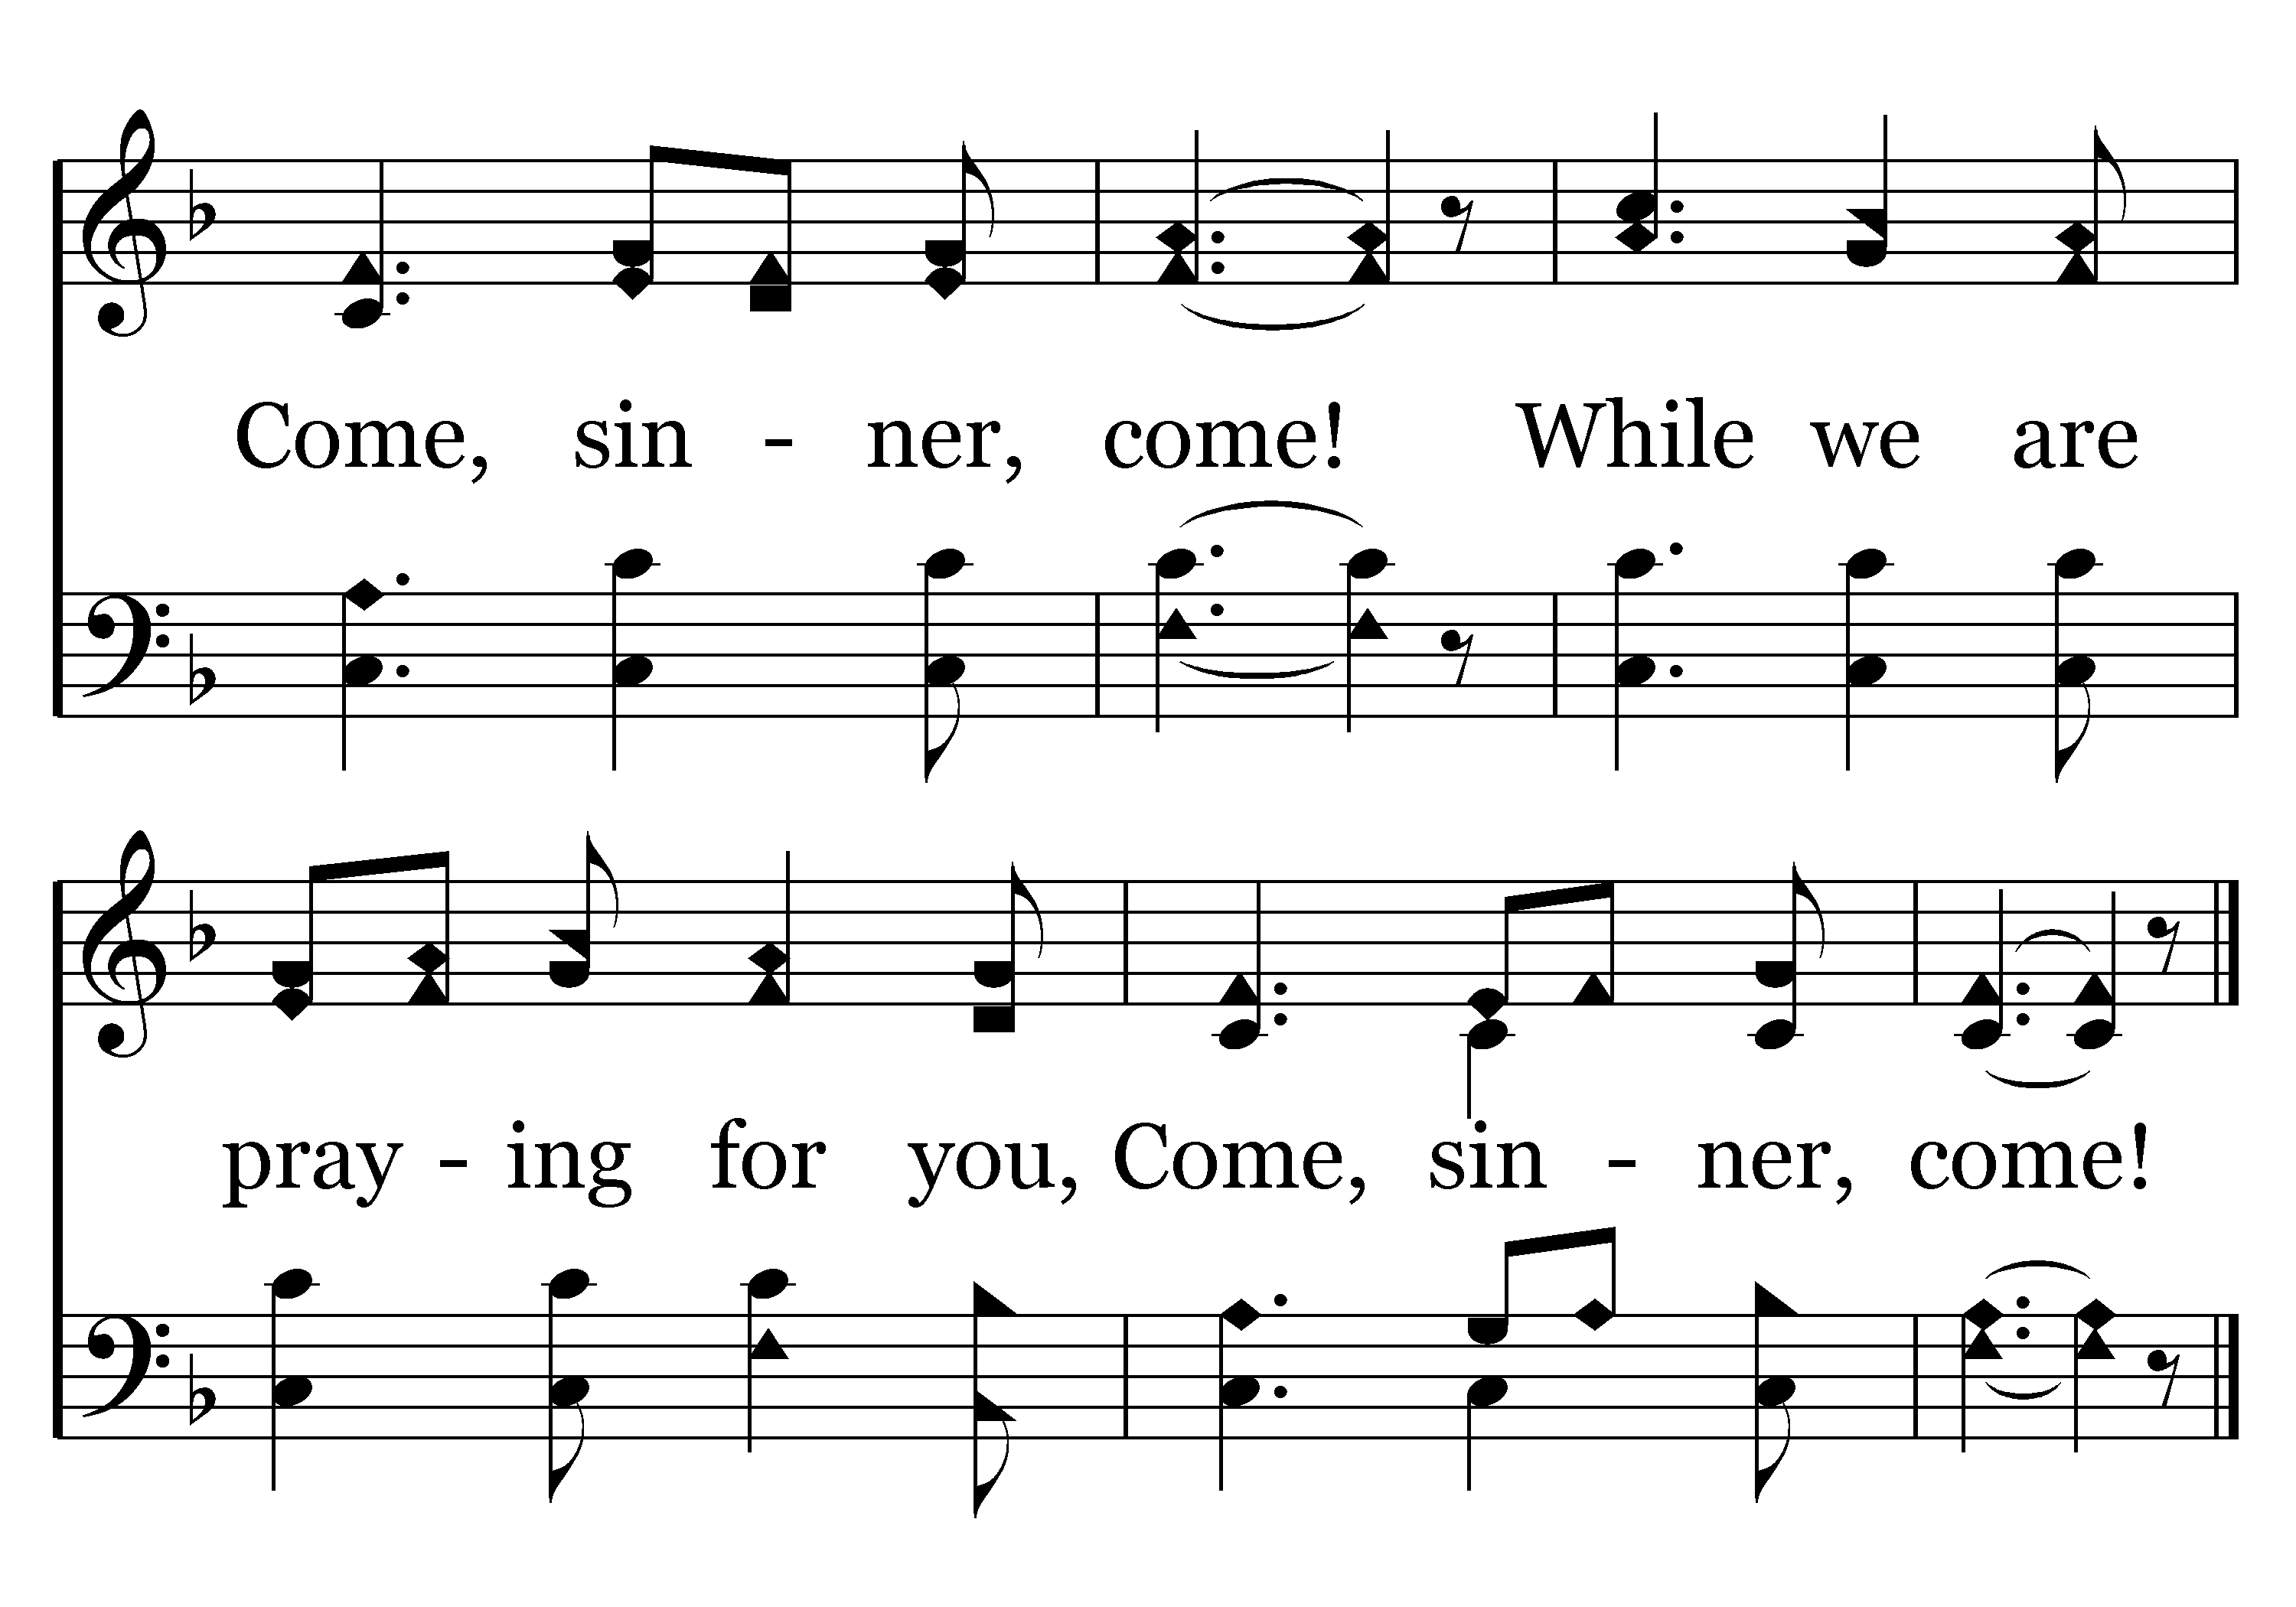 Come, sin - ner, come! While we are
pray - ing for you, Come, sin - ner, come!